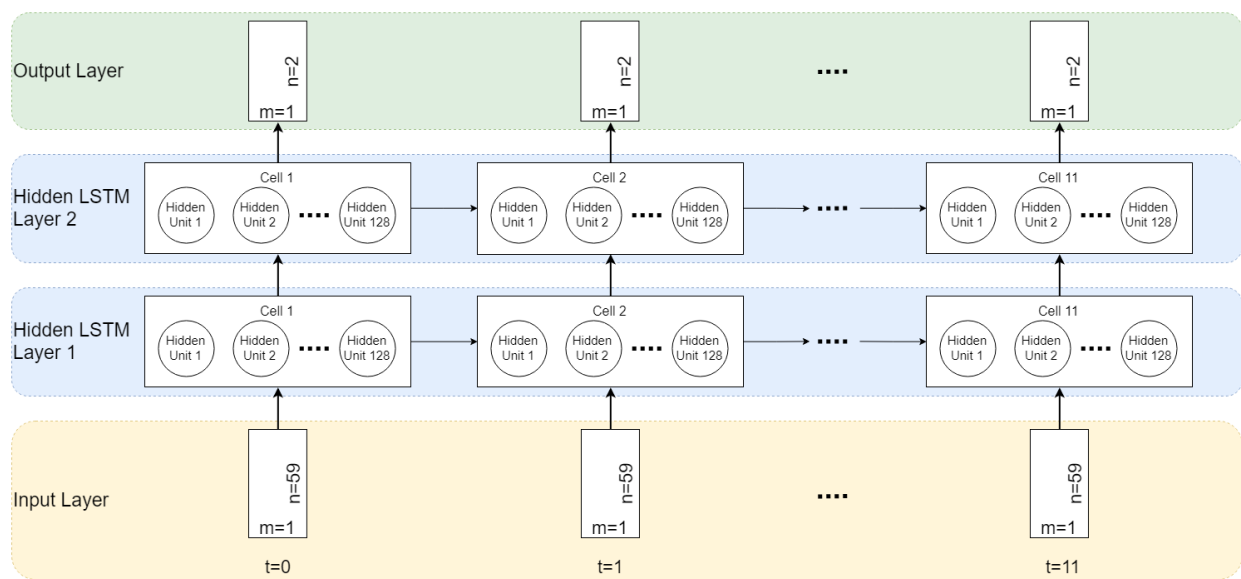 Output Layer
n=2
m=1
n=2
m=1
....
n=2
m=1
Hidden LSTM
Layer 2
Cell 1
Hidden
Unit 1
Hidden
Unit 2
....
Hidden
Unit 128
Cell 2
Hidden
Unit 1
Hidden
Unit 2
....
Hidden
Unit 128
....
Cell 11
Hidden
Unit 1
Hidden
Unit 2
....
Hidden
Unit 128
Hidden LSTM
Layer 1
Cell 1
Hidden
Unit 1
Hidden
Unit 2
....
Hidden
Unit 128
Cell 2
Hidden
Unit 1
Hidden
Unit 2
....
Hidden
Unit 128
....
Cell 11
Hidden
Unit 1
Hidden
Unit 2
....
Hidden
Unit 128
Input Layer
n=59
m=1
n=59
m=1
....
n=59
m=1
t=0
t=1
t=11